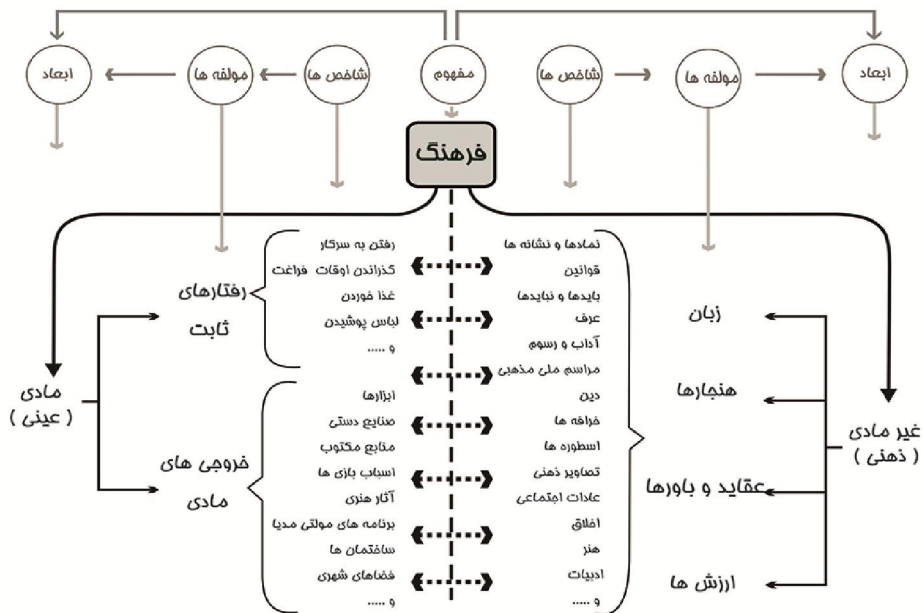 ابعاد
مولفه ها
شاخص ها
مفهوم
شاخص ها
مولفه ها
ابعاد
فرهنگ
غیر مادی
( ذهنی )
زبان
هنجارها
عقاید و باورها
ارزش ها
نمادها و نشانه ها
قوانین
بایدها و نبایدها
عرف
آداب و رسوم
مراسم ملی مذهبی
دین
خرافه ها
اسطوره ها
تصاویر ذهنی
عادات اجتماعی
اخلاق
هنر
ادبیات
و .....
رفتن به سرکار
گذراندن اوقات فراغت
غذا خوردن
لباس پوشیدن
و .....
ابزارها
صنایع دستی
منابع مکتوب
اسباب بازی ها
آثار هنری
برنامه های مولتی مدیا
ساختمان ها
فضاهای شهری
و .....
رفتارهای
ثابت
خروجی های
مادی
مادی
( عینی )